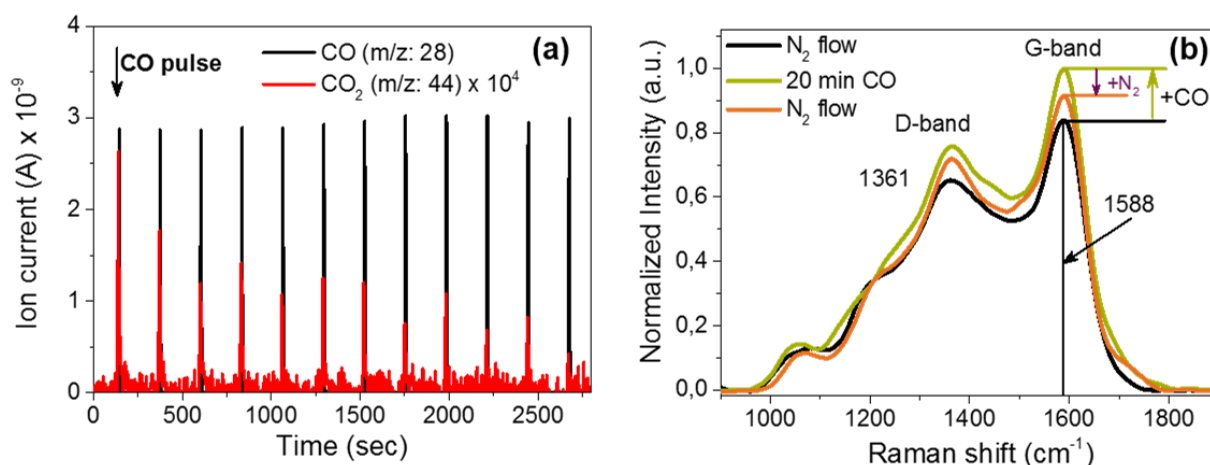 (a)
CO pulse
CO (m/z: 28)
CO₂ (m/z: 44) x 10⁴
Ion current (A) x 10⁻⁹
4
3
2
1
0
0 500 1000 1500 2000 2500
Time (sec)
(b)
N₂ flow
20 min CO
N₂ flow
G-band
+N₂
+CO
D-band
1361
1588
Normalized Intensity (a.u.)
1,0
0,8
0,6
0,4
0,2
0,0
1000 1200 1400 1600 1800
Raman shift (cm⁻¹)